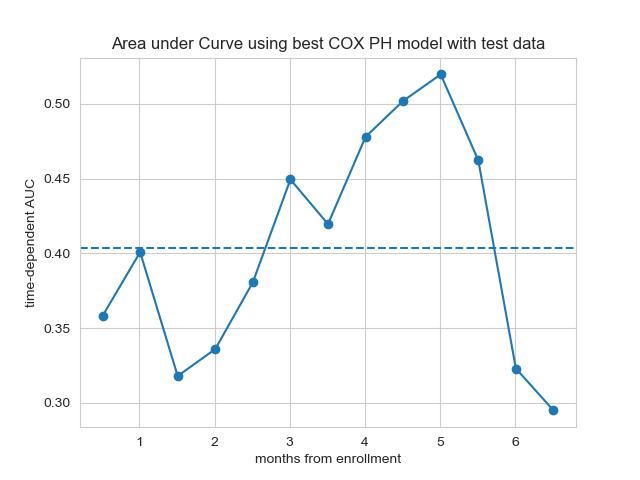 Area under Curve using best COX PH model with test data
time-dependent AUC
0.50
0.45
0.40
0.35
0.30
1 2 3 4 5 6
months from enrollment